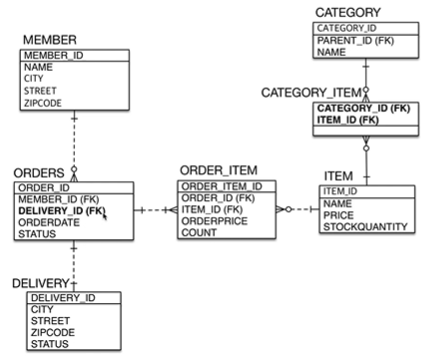 MEMBER
MEMBER_ID
NAME
CITY
STREET
ZIPCODE
CATEGORY
CATEGORY_ID
PARENT_ID (FK)
NAME
CATEGORY_ITEM
CATEGORY_ID (FK)
ITEM_ID (FK)
ORDERS
ORDER_ID
MEMBER_ID (FK)
DELIVERY_ID (FK)
ORDERDATE
STATUS
ORDER_ITEM
ORDER_ITEM_ID
ORDER_ID (FK)
ITEM_ID (FK)
ORDERPRICE
COUNT
ITEM
ITEM_ID
NAME
PRICE
STOCKQUANTITY
DELIVERY
DELIVERY_ID
CITY
STREET
ZIPCODE
STATUS